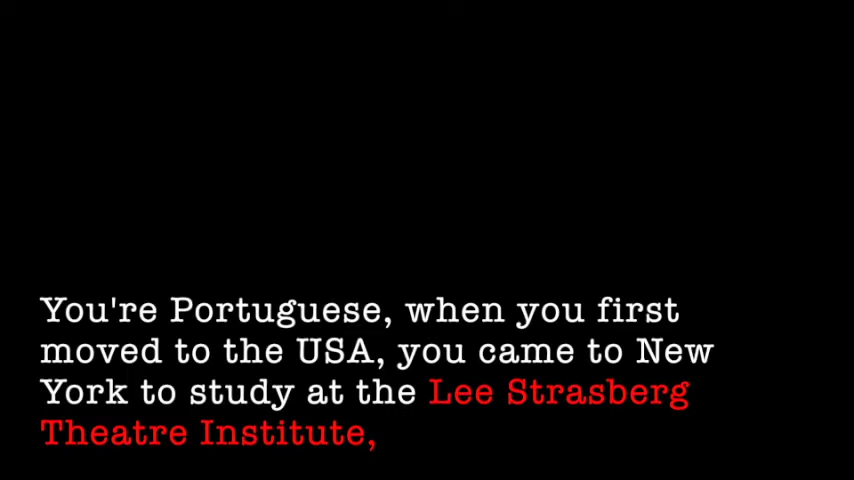 You're Portuguese, when you first
moved to the USA, you came to New
York to study at the Lee Strasberg
Theatre Institute,